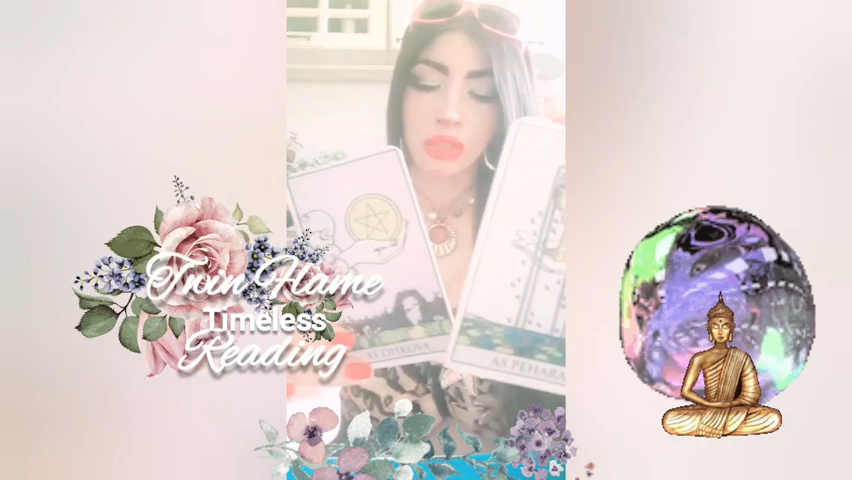 Twin Flame
Timeless
Reading
AS DISKOVA
AS PEHARA